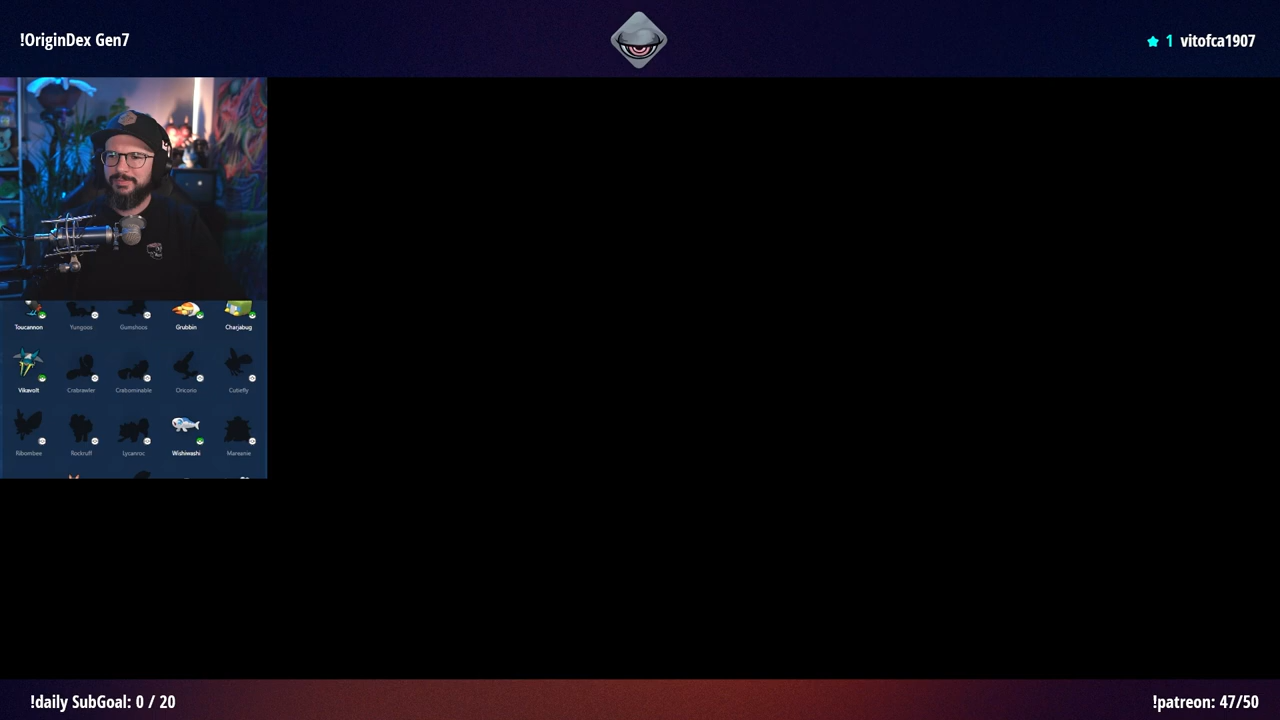 !OriginDex Gen7
1 vitofca1907
Toucannon Yungoos Gumshoos Grubbin Charjabug
Vikavolt Crabrawler Crabominable Oricorio Cutiefly
Ribombee Rockruff Lycanroc Wishiwashi Mareanie
!daily SubGoal: 0 / 20
!patreon: 47/50